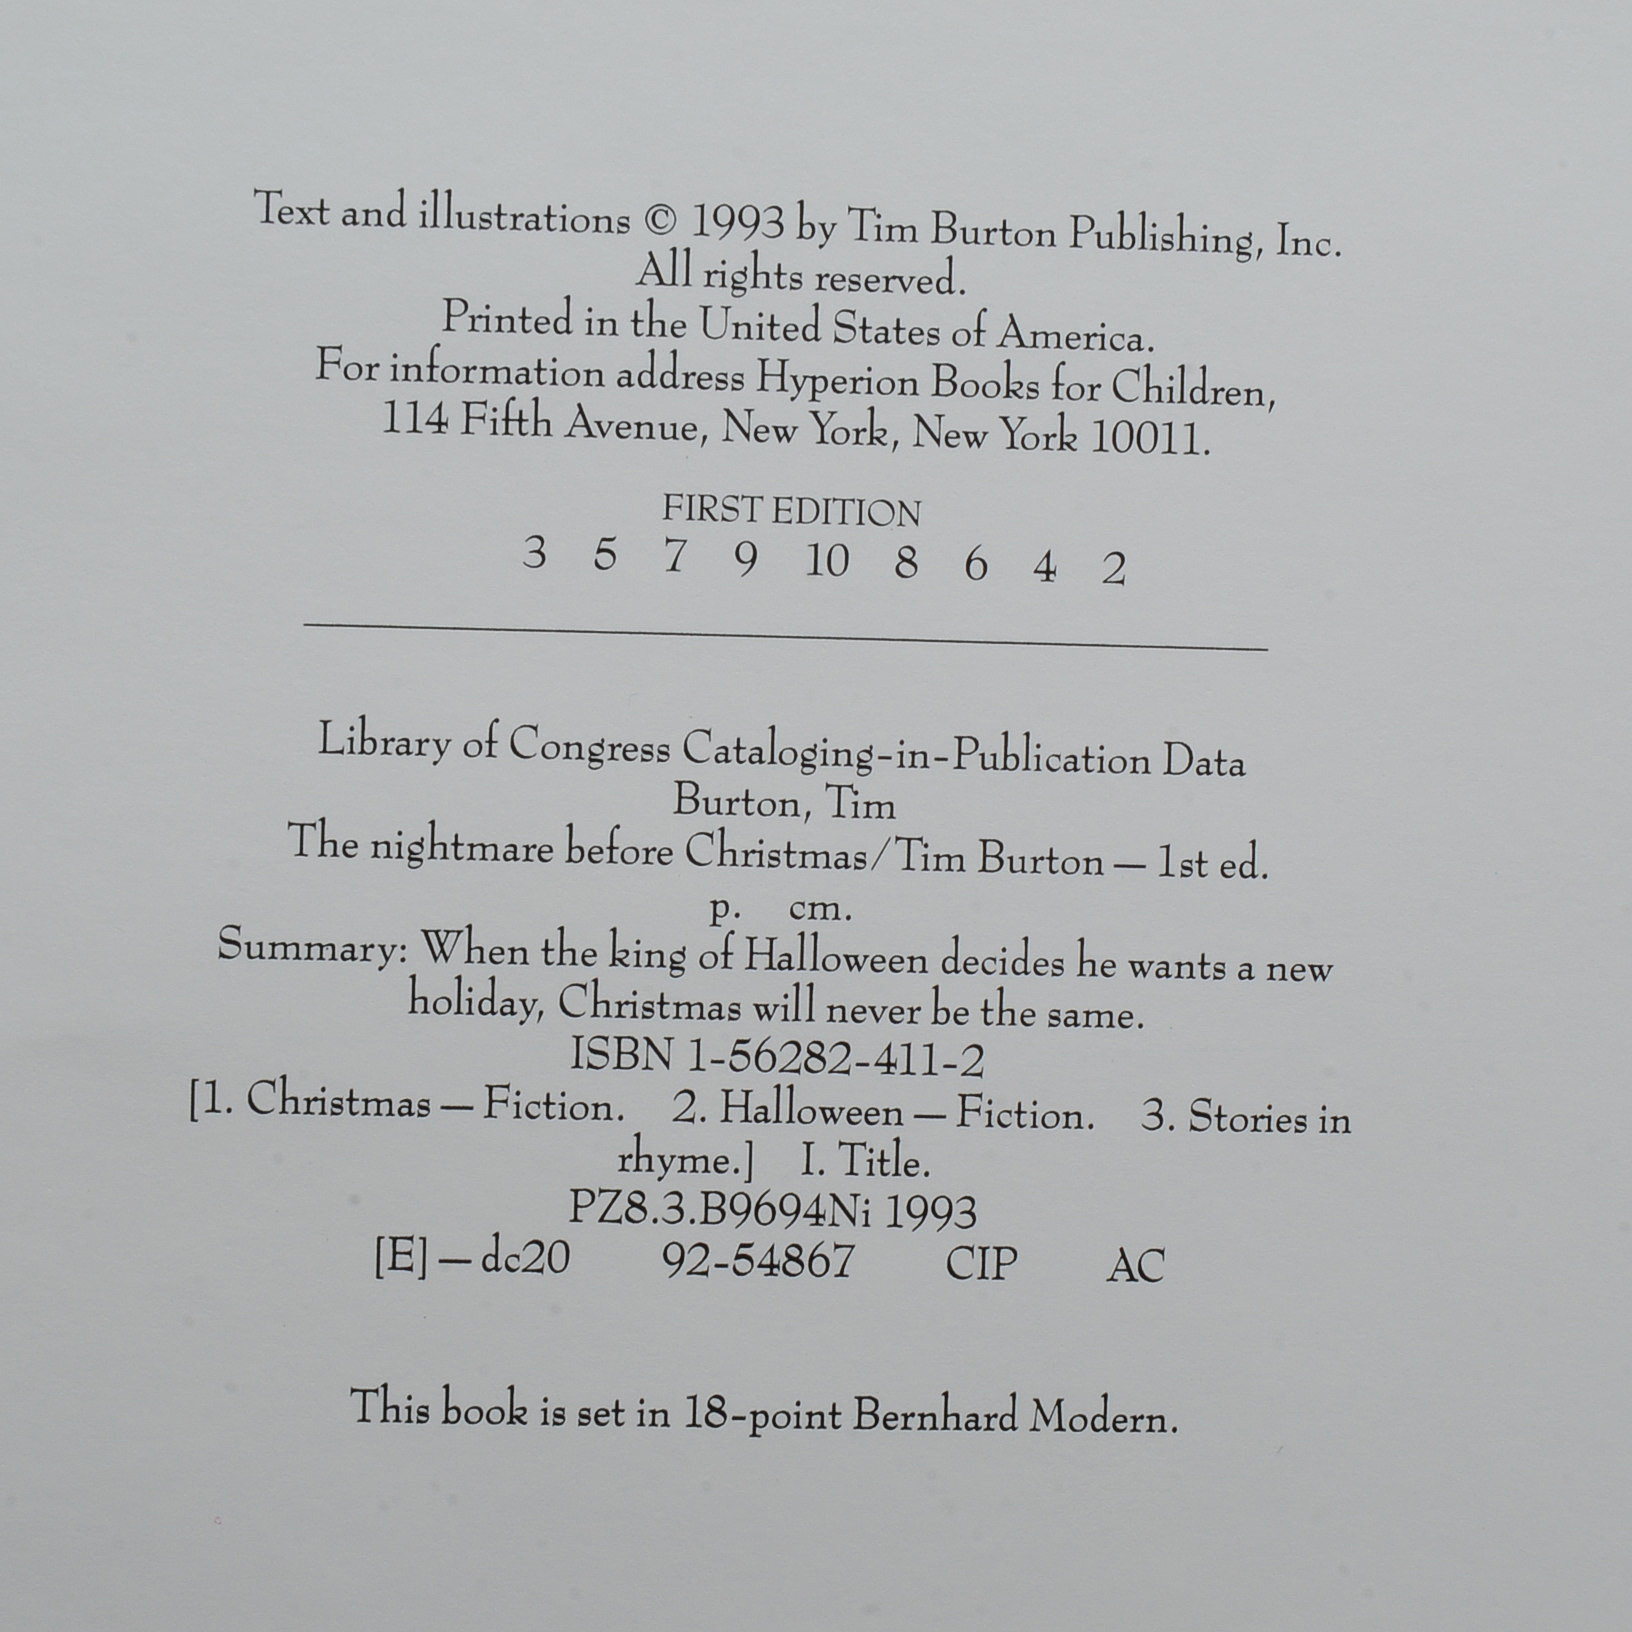 Text and illustrations © 1993 by Tim Burton Publishing, Inc.
All rights reserved.
Printed in the United States of America.
For information address Hyperion Books for Children,
114 Fifth Avenue, New York, New York 10011.
FIRST EDITION
3 5 7 9 10 8 6 4 2
Library of Congress Cataloging-in-Publication Data
Burton, Tim
The nightmare before Christmas/Tim Burton — 1st ed.
p. cm.
Summary: When the king of Halloween decides he wants a new
holiday, Christmas will never be the same.
ISBN 1-56282-411-2
[1. Christmas — Fiction. 2. Halloween — Fiction. 3. Stories in
rhyme.] I. Title.
PZ8.3.B9694Ni 1993
[E] — dc20 92-54867 CIP AC
This book is set in 18-point Bernhard Modern.